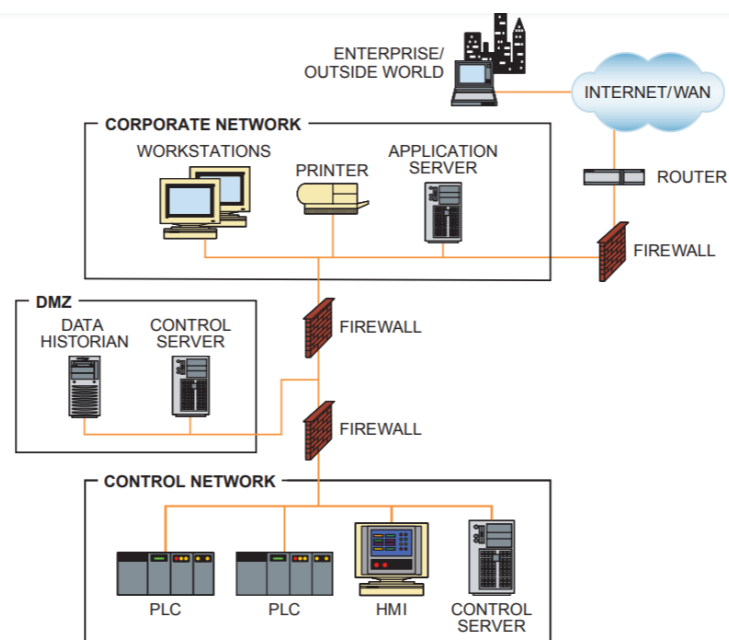 ENTERPRISE/
OUTSIDE WORLD
INTERNET/WAN
CORPORATE NETWORK
WORKSTATIONS
PRINTER
APPLICATION
SERVER
ROUTER
FIREWALL
DMZ
DATA
HISTORIAN
CONTROL
SERVER
FIREWALL
FIREWALL
CONTROL NETWORK
PLC
PLC
HMI
CONTROL
SERVER